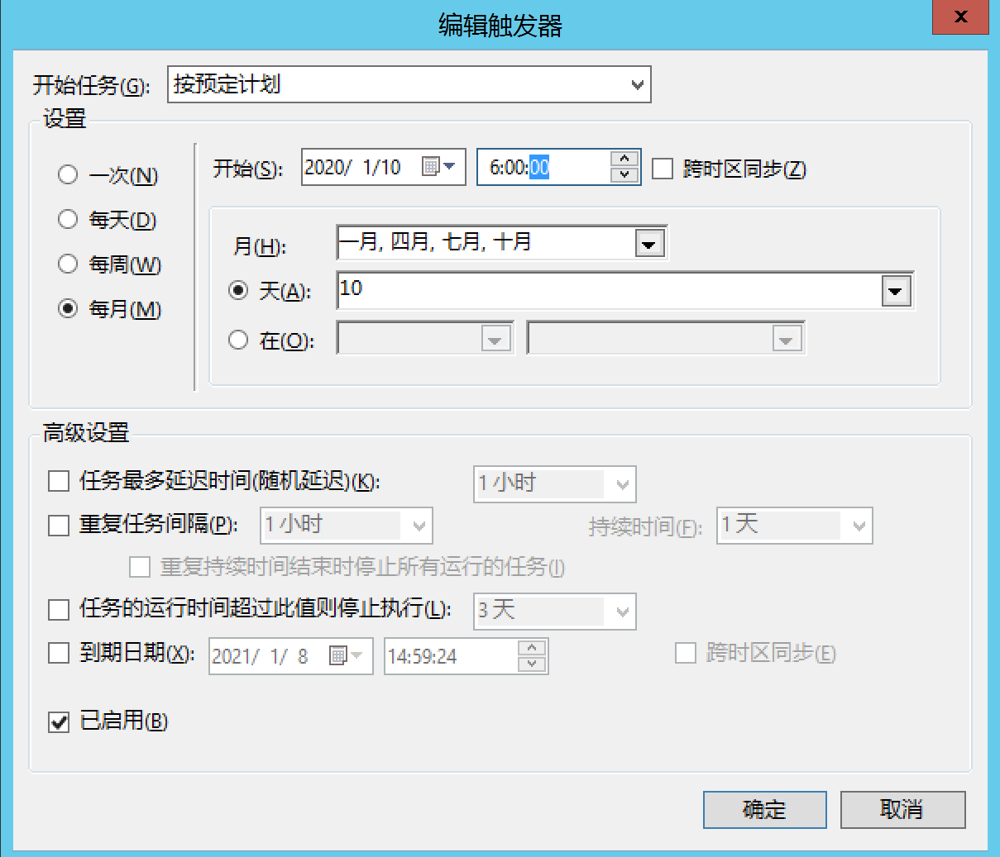 编辑触发器
x
开始任务(G): 按预定计划
设置
一次(N)
每天(D)
每周(W)
每月(M)
开始(S): 2020/ 1/10 6:00:00 跨时区同步(Z)
月(H): 一月, 四月, 七月, 十月
天(A): 10
在(O):
高级设置
任务最多延迟时间(随机延迟)(K): 1 小时
重复任务间隔(P): 1 小时 持续时间(F): 1 天
重复持续时间结束时停止所有运行的任务(I)
任务的运行时间超过此值则停止执行(L): 3 天
到期日期(X): 2021/ 1/ 8 14:59:24 跨时区同步(E)
已启用(B)
确定 取消